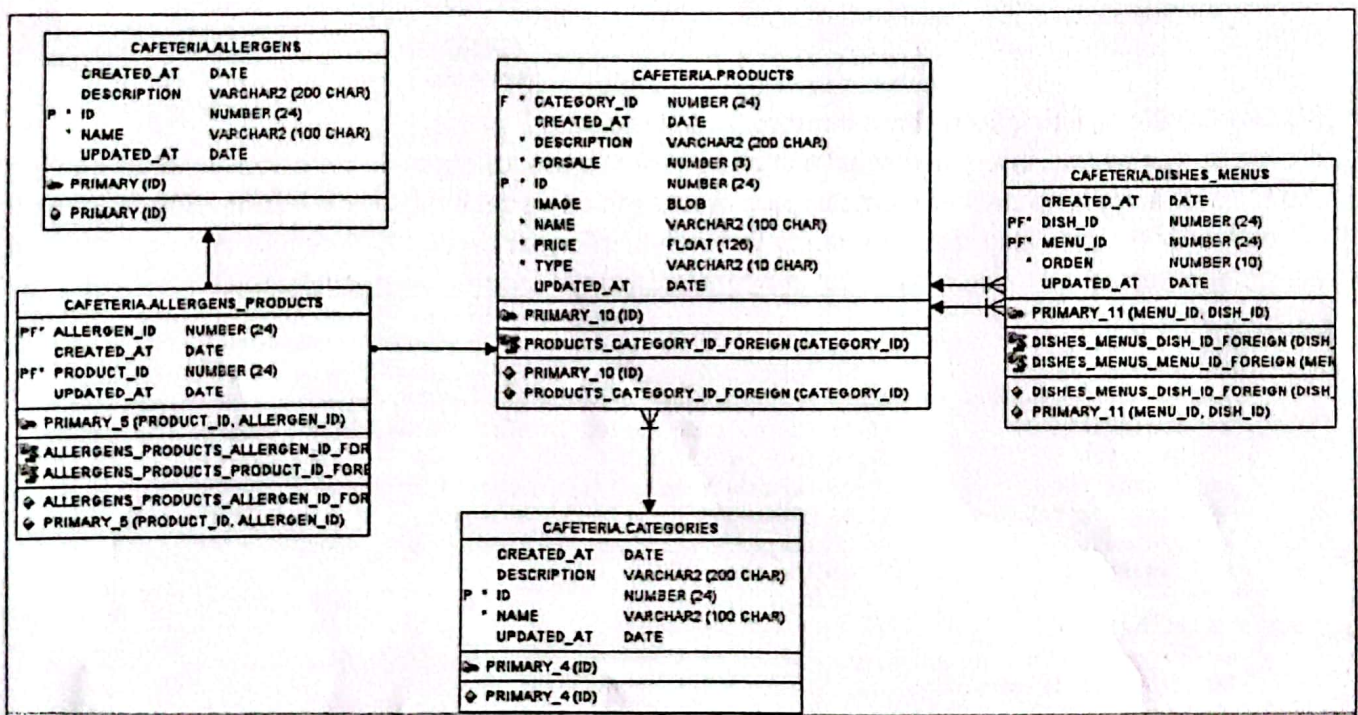 CAFETERIA.ALLERGENS
CREATED_AT DATE
DESCRIPTION VARCHAR2 (200 CHAR)
P * ID NUMBER (24)
* NAME VARCHAR2 (100 CHAR)
UPDATED_AT DATE
PRIMARY (ID)
PRIMARY (ID)
CAFETERIA.ALLERGENS_PRODUCTS
PF* ALLERGEN_ID NUMBER (24)
CREATED_AT DATE
PF* PRODUCT_ID NUMBER (24)
UPDATED_AT DATE
PRIMARY_5 (PRODUCT_ID, ALLERGEN_ID)
ALLERGENS_PRODUCTS_ALLERGEN_ID_FOR
ALLERGENS_PRODUCTS_PRODUCT_ID_FORE
ALLERGENS_PRODUCTS_ALLERGEN_ID_FOR
PRIMARY_5 (PRODUCT_ID, ALLERGEN_ID)
CAFETERIA.PRODUCTS
F * CATEGORY_ID NUMBER (24)
CREATED_AT DATE
* DESCRIPTION VARCHAR2 (200 CHAR)
* FORSALE NUMBER (3)
P * ID NUMBER (24)
IMAGE BLOB
* NAME VARCHAR2 (100 CHAR)
* PRICE FLOAT (126)
* TYPE VARCHAR2 (10 CHAR)
UPDATED_AT DATE
PRIMARY_10 (ID)
PRODUCTS_CATEGORY_ID_FOREIGN (CATEGORY_ID)
PRIMARY_10 (ID)
PRODUCTS_CATEGORY_ID_FOREIGN (CATEGORY_ID)
CAFETERIA.CATEGORIES
CREATED_AT DATE
DESCRIPTION VARCHAR2 (200 CHAR)
P * ID NUMBER (24)
* NAME VARCHAR2 (100 CHAR)
UPDATED_AT DATE
PRIMARY_4 (ID)
PRIMARY_4 (ID)
CAFETERIA.DISHES_MENUS
CREATED_AT DATE
PF* DISH_ID NUMBER (24)
PF* MENU_ID NUMBER (24)
* ORDEN NUMBER (10)
UPDATED_AT DATE
PRIMARY_11 (MENU_ID, DISH_ID)
DISHES_MENUS_DISH_ID_FOREIGN (DISH_
DISHES_MENUS_MENU_ID_FOREIGN (MEN
DISHES_MENUS_DISH_ID_FOREIGN (DISH_
PRIMARY_11 (MENU_ID, DISH_ID)